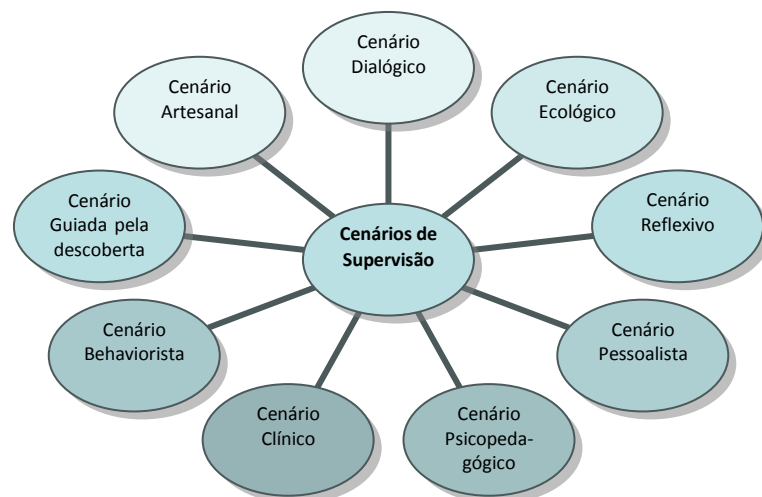 Cenário
Dialógico
Cenário
Artesanal
Cenário
Ecológico
Cenário
Guiada pela
descoberta
Cenários de
Supervisão
Cenário
Reflexivo
Cenário
Behaviorista
Cenário
Pessoalista
Cenário
Clínico
Cenário
Psicopeda-
gógico